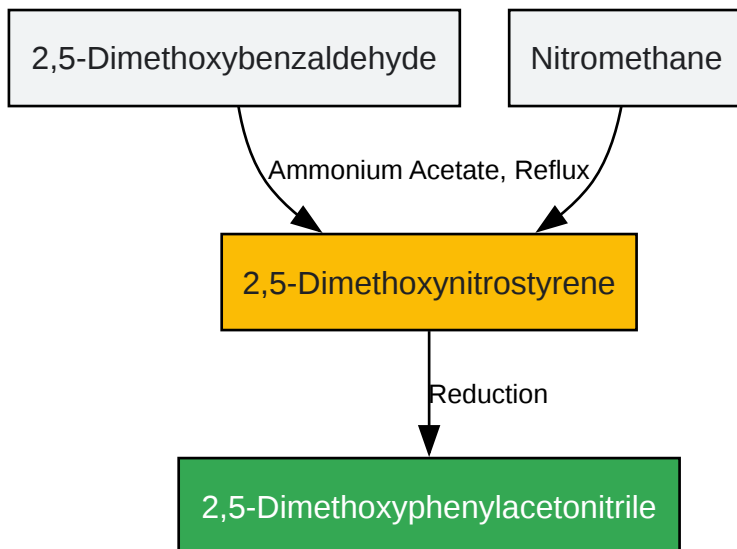 2,5-Dimethoxybenzaldehyde
Nitromethane
Ammonium Acetate, Reflux
2,5-Dimethoxynitrostyrene
Reduction
2,5-Dimethoxyphenylacetonitrile